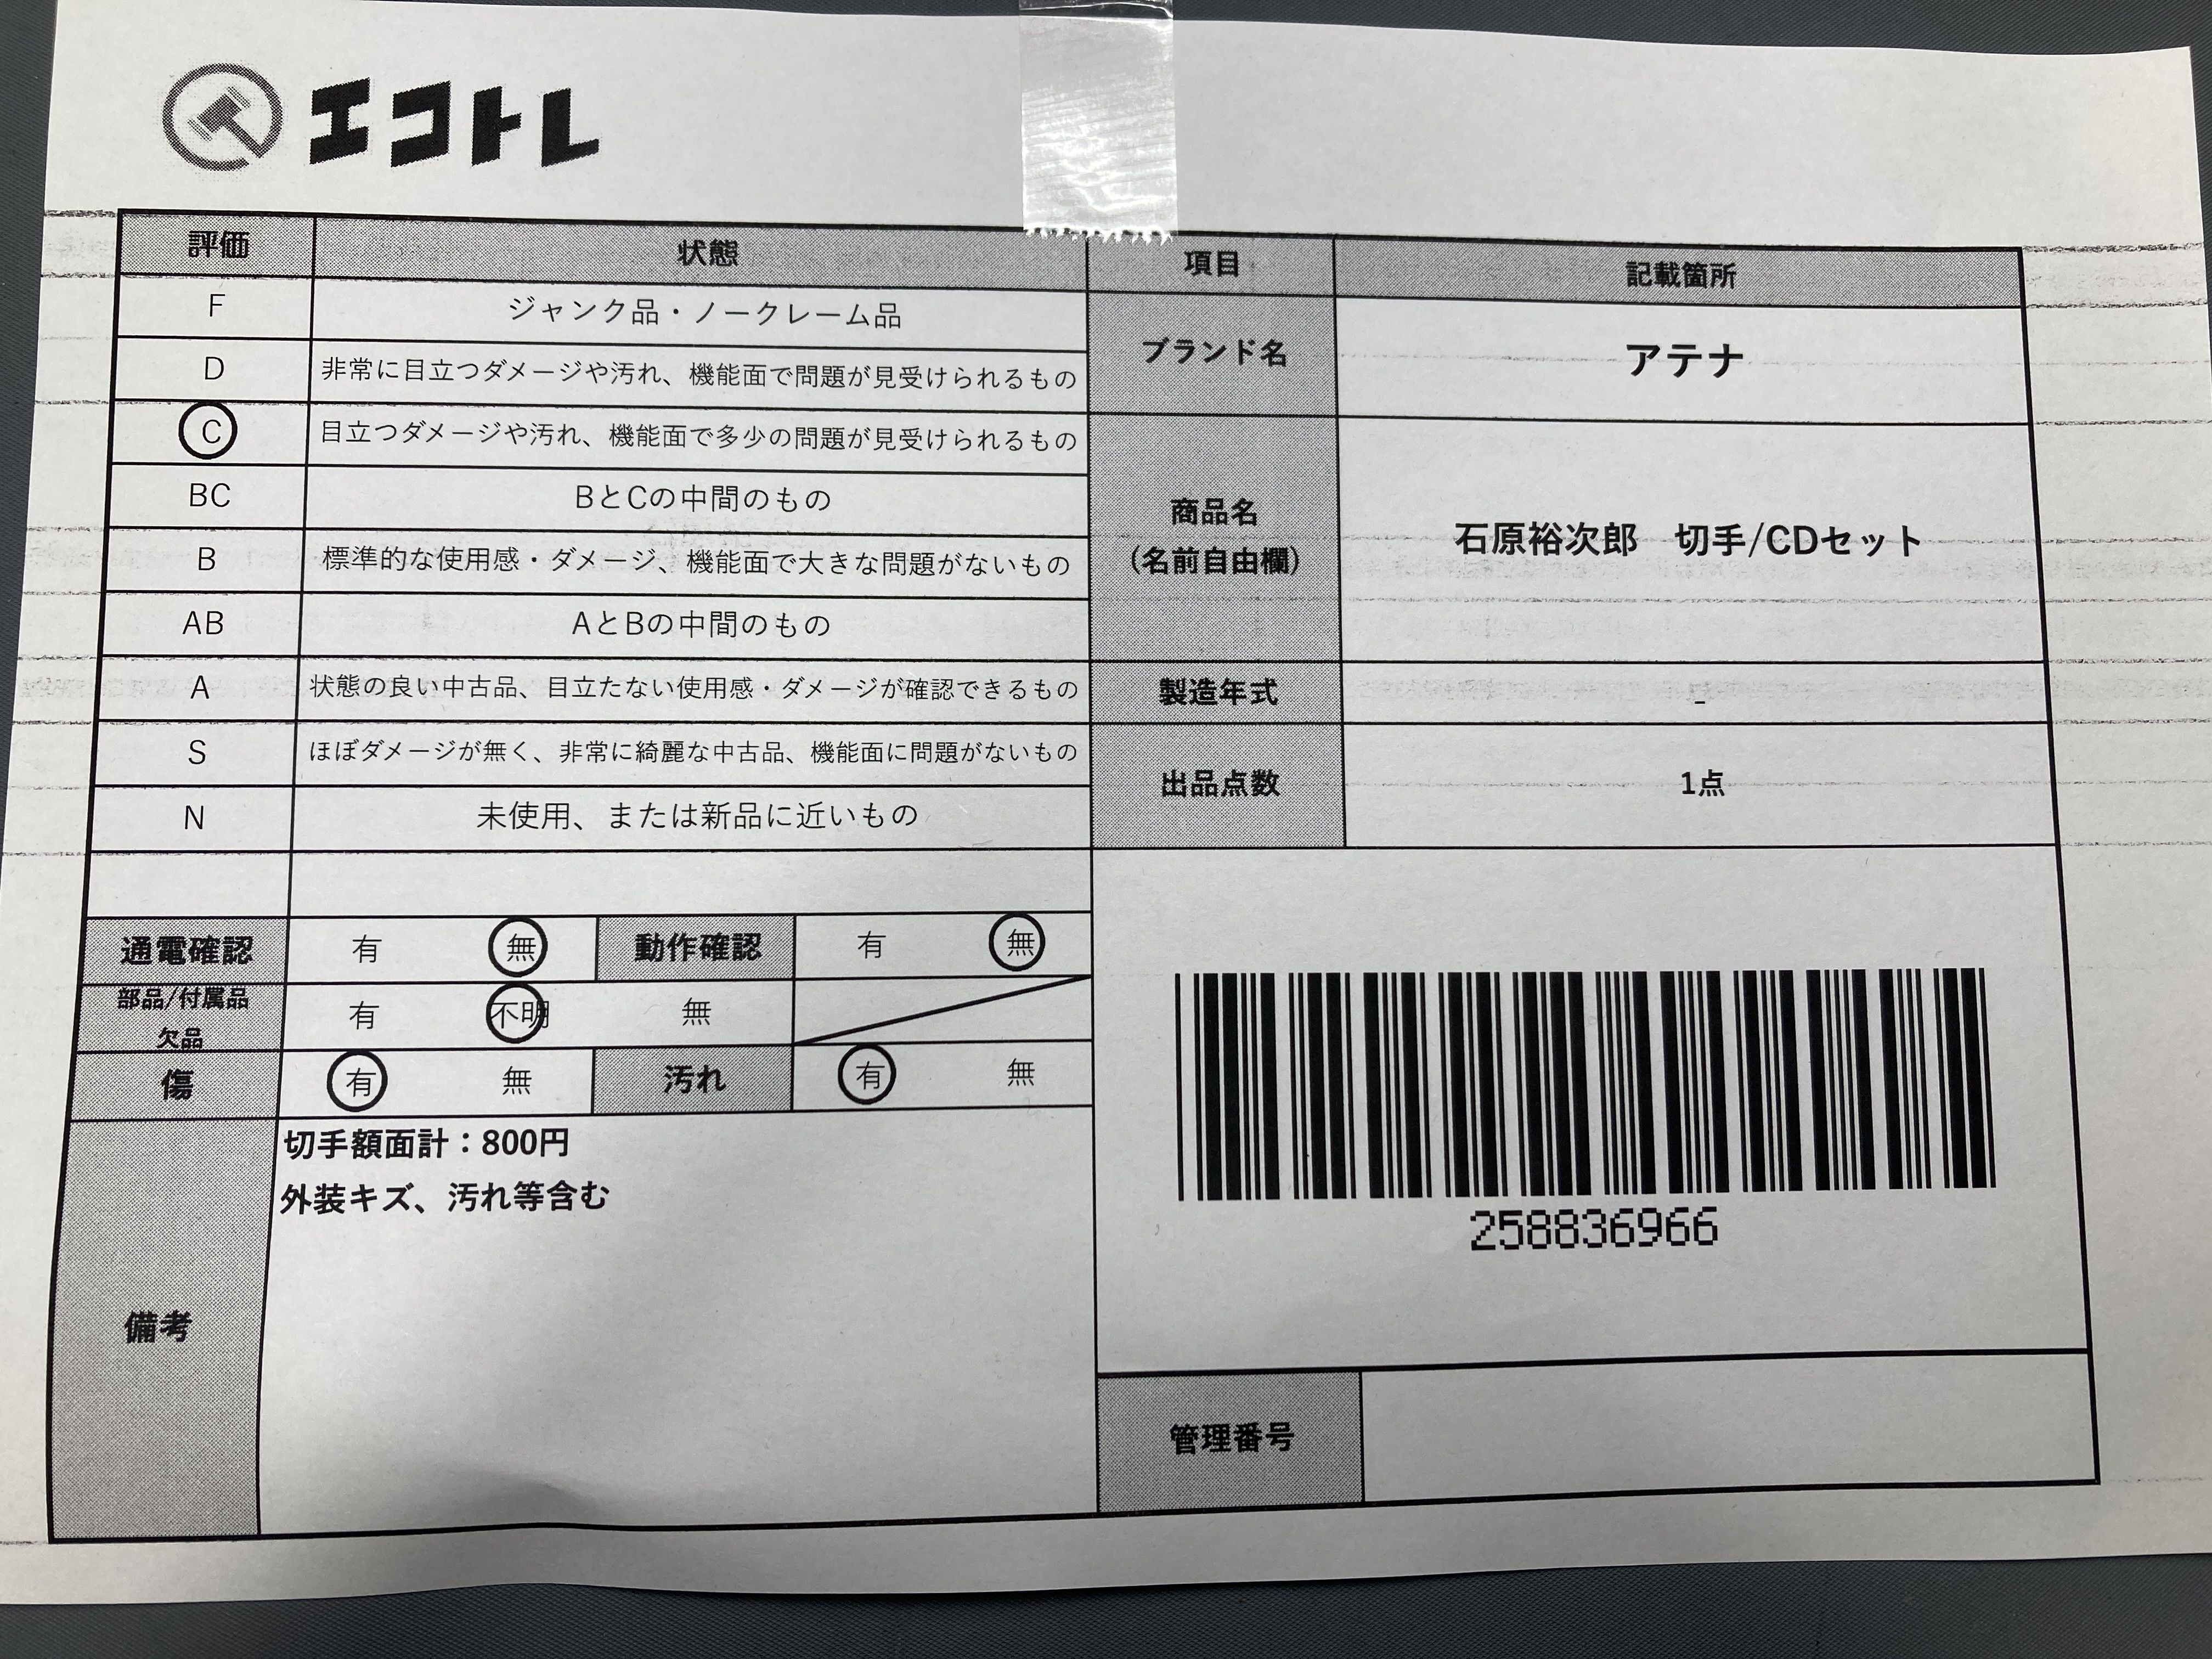 エコトレ
評価 状態 項目 記載箇所
F ジャンク品・ノークレーム品
D 非常に目立つダメージや汚れ、機能面で問題が見受けられるもの
C 目立つダメージや汚れ、機能面で多少の問題が見受けられるもの
BC BとCの中間のもの
B 標準的な使用感・ダメージ、機能面で大きな問題がないもの
AB AとBの中間のもの
A 状態の良い中古品、目立たない使用感・ダメージが確認できるもの
S ほぼダメージが無く、非常に綺麗な中古品、機能面に問題がないもの
N 未使用、または新品に近いもの
ブランド名 アテナ
商品名
(名前自由欄)
石原裕次郎　切手/CDセット
製造年式 -
出品点数 1点
通電確認 有 無 動作確認 有 無
部品/付属品
欠品
有 不明 無
傷 有 無 汚れ 有 無
備考
切手額面計：800円
外装キズ、汚れ等含む
258836966
管理番号